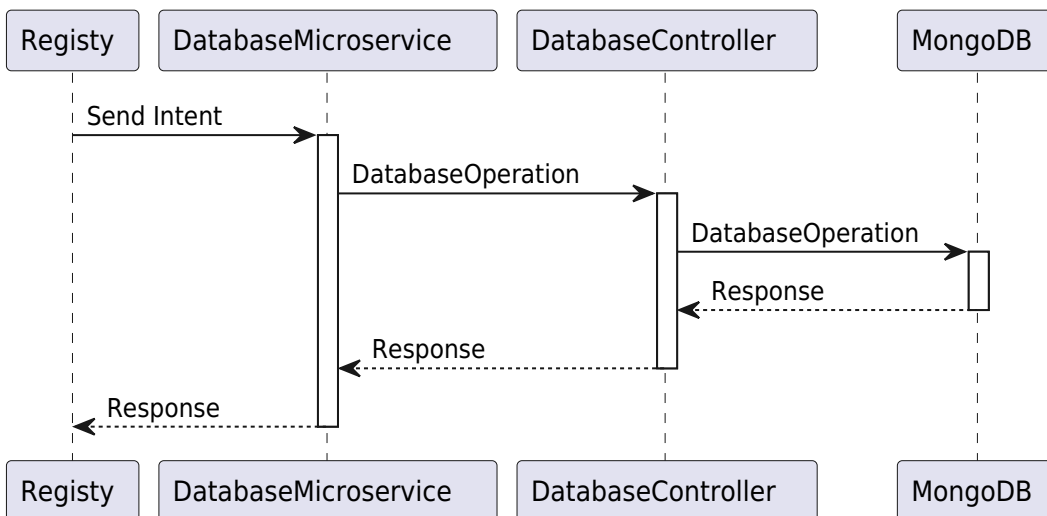 Registy DatabaseMicroservice DatabaseController MongoDB
Send Intent
DatabaseOperation
DatabaseOperation
Response
Response
Response
Registy DatabaseMicroservice DatabaseController MongoDB